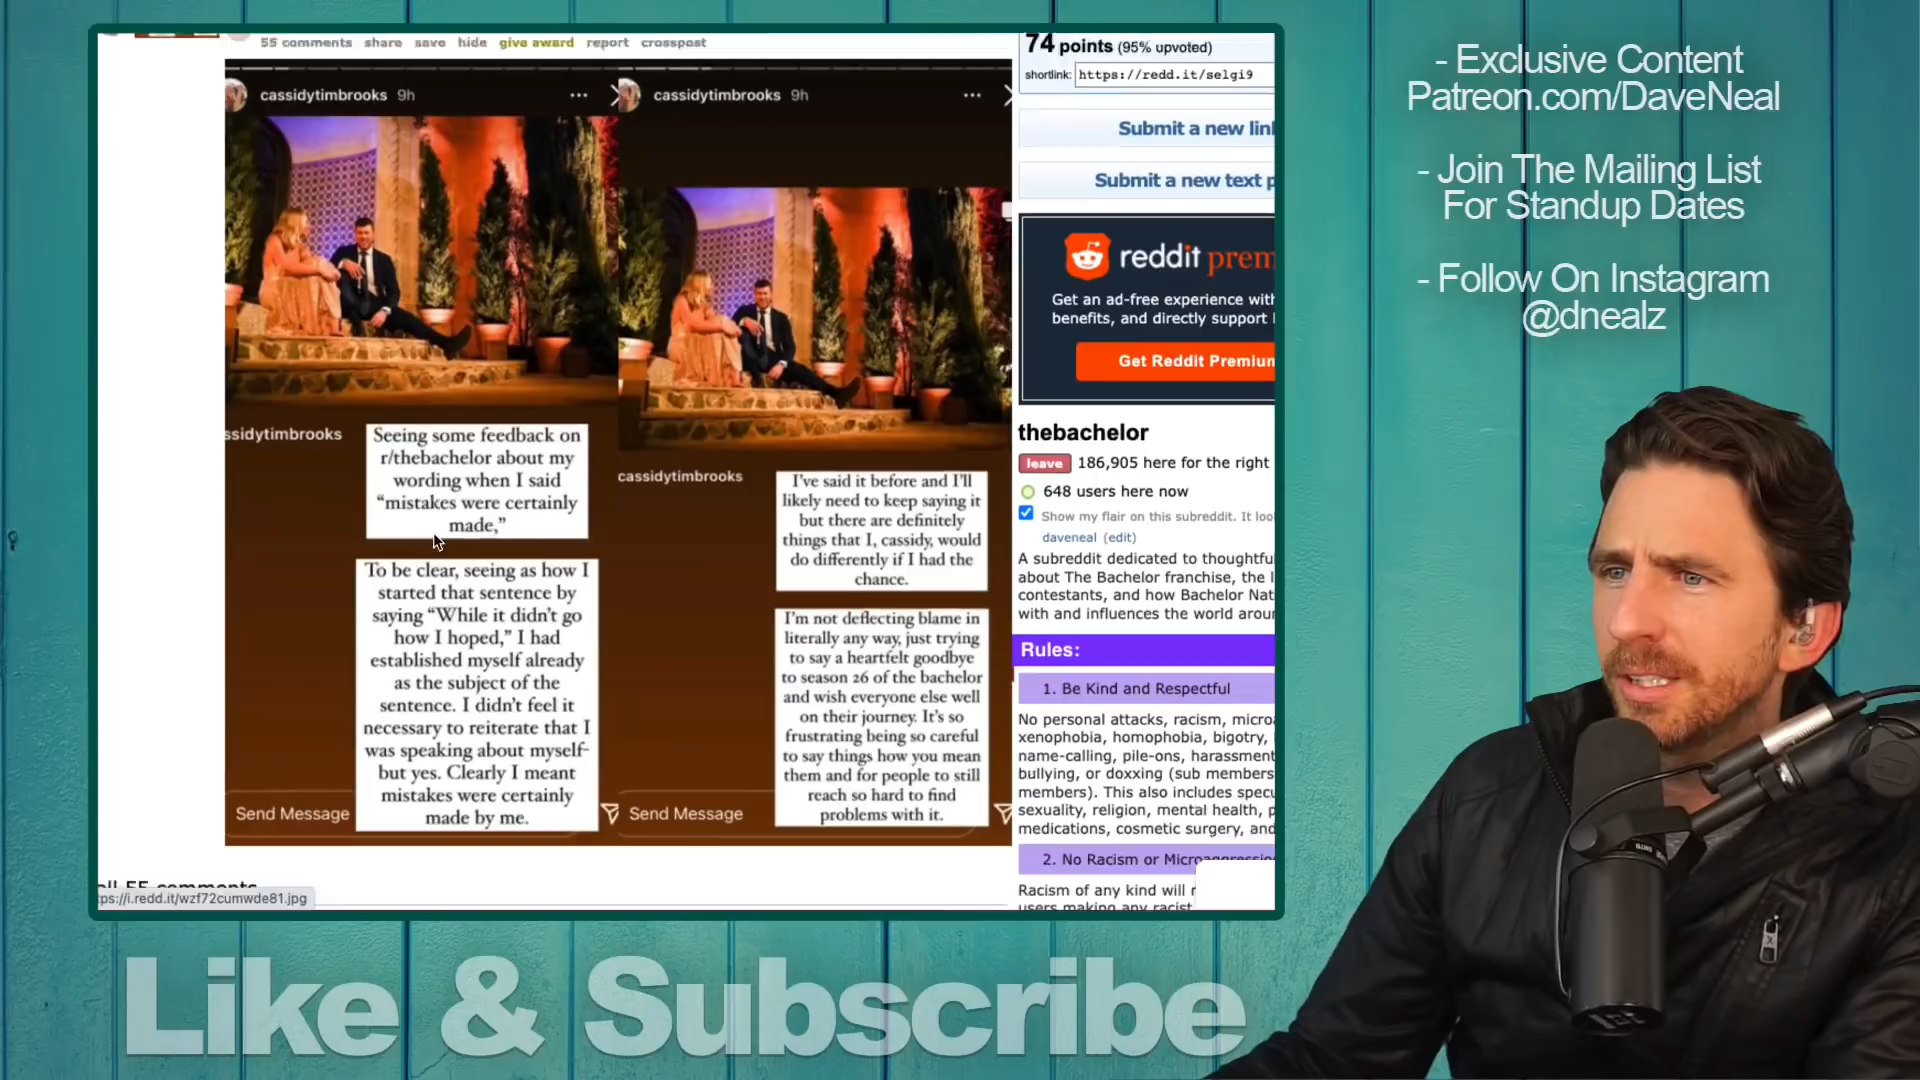 55 comments share save hide give award report crosspost
cassidytimbrooks 9h
cassidytimbrooks 9h
ssidytimbrooks
Seeing some feedback on
r/thebachelor about my
wording when I said
“mistakes were certainly
made,”
To be clear, seeing as how I
started that sentence by
saying “While it didn’t go
how I hoped,” I had
established myself already
as the subject of the
sentence. I didn’t feel it
necessary to reiterate that I
was speaking about myself-
but yes. Clearly I meant
mistakes were certainly
made by me.
Send Message
cassidytimbrooks
I’ve said it before and I’ll
likely need to keep saying it
but there are definitely
things that I, cassidy, would
do differently if I had the
chance.
I’m not deflecting blame in
literally any way, just trying
to say a heartfelt goodbye
to season 26 of the bachelor
and wish everyone else well
on their journey. It’s so
frustrating being so careful
to say things how you mean
them and for people to still
reach so hard to find
problems with it.
Send Message
55 comments
tps://i.redd.it/wzf72cumwde81.jpg
74 points (95% upvoted)
shortlink: https://redd.it/selgi9
Submit a new link
Submit a new text p
reddit prem
Get an ad-free experience with
benefits, and directly support
Get Reddit Premium
thebachelor
leave 186,905 here for the right
648 users here now
Show my flair on this subreddit. It loo
daveneal (edit)
A subreddit dedicated to thoughtfu
about The Bachelor franchise, the
contestants, and how Bachelor Nat
with and influences the world arou
Rules:
1. Be Kind and Respectful
No personal attacks, racism, micro
xenophobia, homophobia, bigotry,
name-calling, pile-ons, harassment
bullying, or doxxing (sub members
members). This also includes specu
sexuality, religion, mental health, p
medications, cosmetic surgery, and
2. No Racism or Microaggression
Racism of any kind will
users making any racist
- Exclusive Content
Patreon.com/DaveNeal
- Join The Mailing List
For Standup Dates
- Follow On Instagram
@dnealz
Like & Subscribe